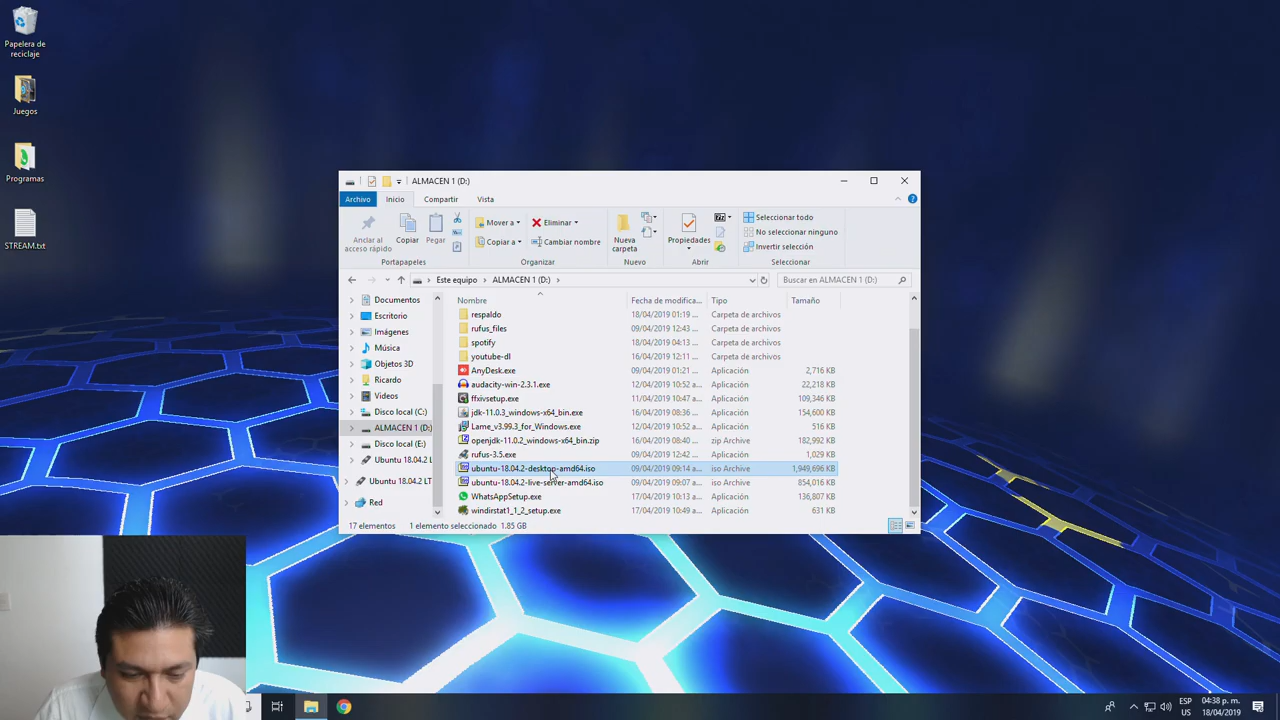 Papelera de
reciclaje
Juegos
Programas
STREAM.txt
ALMACEN 1 (D:)
Archivo
Inicio
Compartir
Vista
Anclar al
acceso rápido
Copiar
Pegar
Mover a
Copiar a
Eliminar
Cambiar nombre
Nueva
carpeta
Propiedades
Seleccionar todo
No seleccionar ninguno
Invertir selección
Portapapeles
Organizar
Nuevo
Abrir
Seleccionar
Este equipo
ALMACEN 1 (D:)
Buscar en ALMACEN 1 (D:)
Documentos
Escritorio
Imágenes
Música
Objetos 3D
Ricardo
Videos
Disco local (C:)
ALMACEN 1 (D:)
Disco local (E:)
Ubuntu 18.04.2 L
Ubuntu 18.04.2 LT
Red
Nombre Fecha de modifica... Tipo Tamaño
respaldo 18/04/2019 01:19 ... Carpeta de archivos
rufus_files 09/04/2019 12:43 ... Carpeta de archivos
spotify 18/04/2019 04:13 ... Carpeta de archivos
youtube-dl 16/04/2019 12:11 ... Carpeta de archivos
AnyDesk.exe 09/04/2019 01:21 ... Aplicación 2,716 KB
audacity-win-2.3.1.exe 12/04/2019 10:52 a... Aplicación 22,218 KB
ffxivsetup.exe 11/04/2019 10:47 a... Aplicación 109,346 KB
jdk-11.0.3_windows-x64_bin.exe 16/04/2019 08:36 ... Aplicación 154,600 KB
Lame_v3.99.3_for_Windows.exe 12/04/2019 10:52 a... Aplicación 516 KB
openjdk-11.0.2_windows-x64_bin.zip 16/04/2019 08:40 ... zip Archive 182,992 KB
rufus-3.5.exe 09/04/2019 12:42 ... Aplicación 1,029 KB
ubuntu-18.04.2-desktop-amd64.iso 09/04/2019 09:14 a... iso Archive 1,949,696 KB
ubuntu-18.04.2-live-server-amd64.iso 09/04/2019 09:07 a... iso Archive 854,016 KB
WhatsAppSetup.exe 17/04/2019 10:13 a... Aplicación 136,807 KB
windirstat1_1_2_setup.exe 17/04/2019 10:49 a... Aplicación 631 KB
17 elementos 1 elemento seleccionado 1.85 GB
ESP
US
04:38 p. m.
18/04/2019